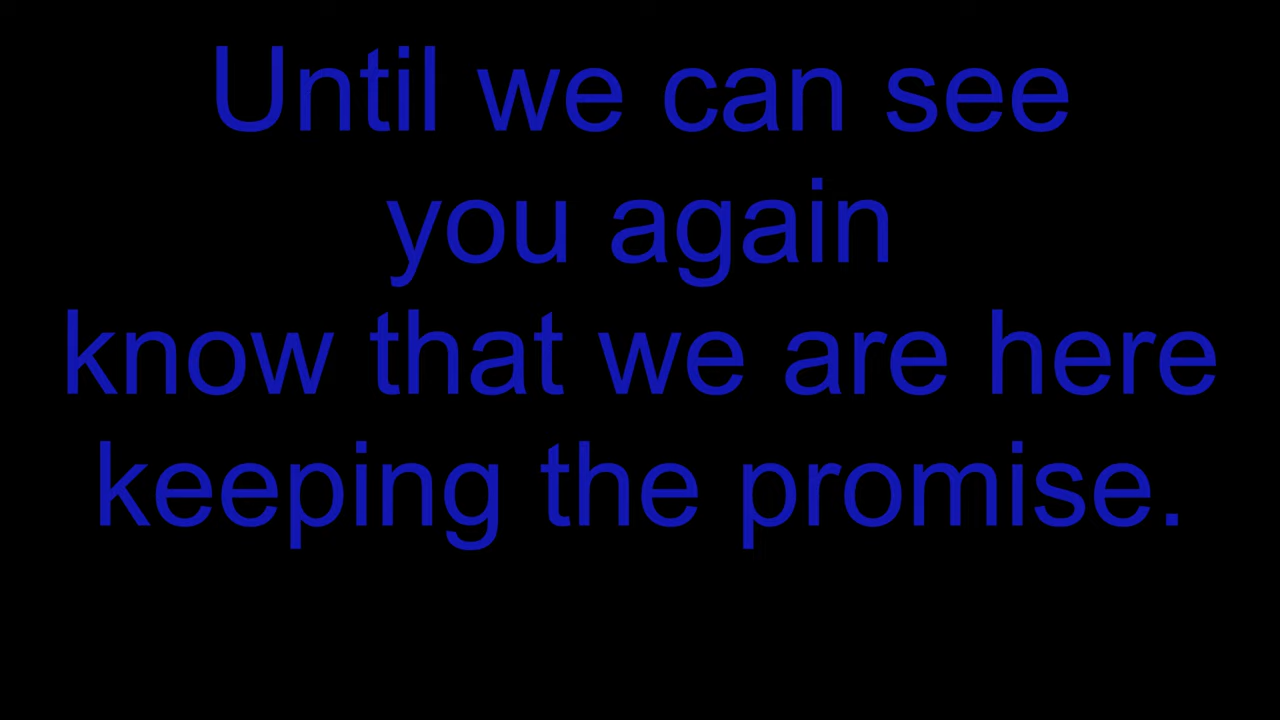 Until we can see
you again
know that we are here
keeping the promise.